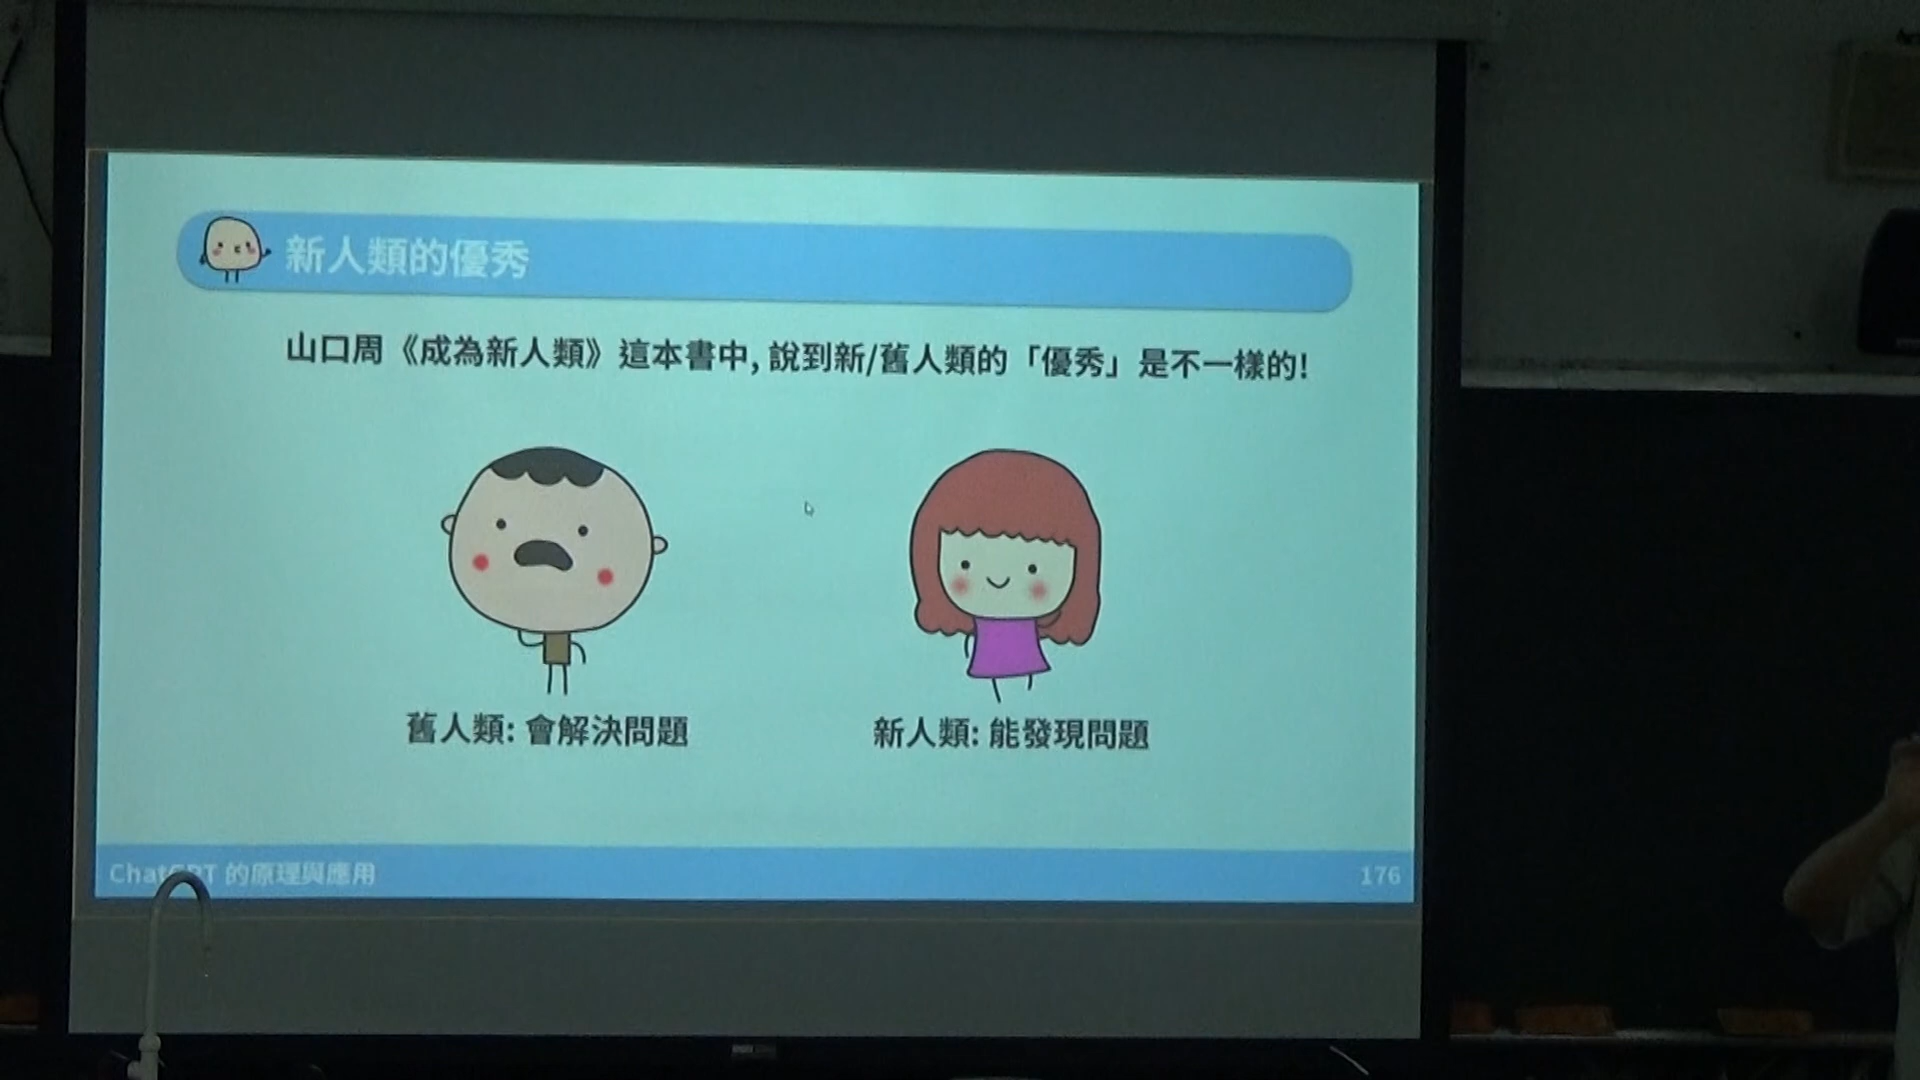 新人類的優秀
山口周《成為新人類》這本書中, 說到新/舊人類的「優秀」是不一樣的!
舊人類: 會解決問題
新人類: 能發現問題
ChatGPT 的原理與應用
176